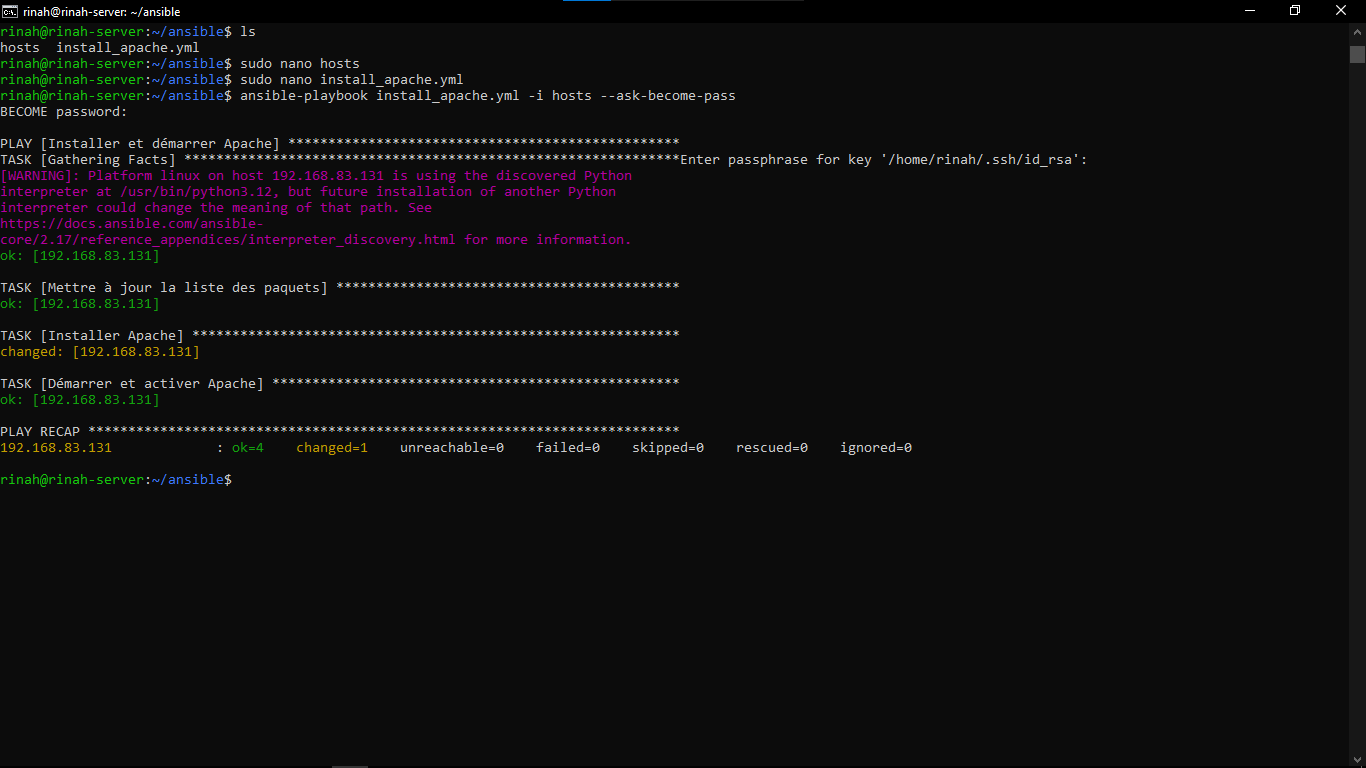 rinah@rinah-server: ~/ansible
rinah@rinah-server:~/ansible$ ls
hosts  install_apache.yml
rinah@rinah-server:~/ansible$ sudo nano hosts
rinah@rinah-server:~/ansible$ sudo nano install_apache.yml
rinah@rinah-server:~/ansible$ ansible-playbook install_apache.yml -i hosts --ask-become-pass
BECOME password:
PLAY [Installer et démarrer Apache] *************************************************
TASK [Gathering Facts] **************************************************************Enter passphrase for key '/home/rinah/.ssh/id_rsa':
[WARNING]: Platform linux on host 192.168.83.131 is using the discovered Python
interpreter at /usr/bin/python3.12, but future installation of another Python
interpreter could change the meaning of that path. See
https://docs.ansible.com/ansible-
core/2.17/reference_appendices/interpreter_discovery.html for more information.
ok: [192.168.83.131]
TASK [Mettre à jour la liste des paquets] *******************************************
ok: [192.168.83.131]
TASK [Installer Apache] *************************************************************
changed: [192.168.83.131]
TASK [Démarrer et activer Apache] ***************************************************
ok: [192.168.83.131]
PLAY RECAP **************************************************************************
192.168.83.131             : ok=4    changed=1    unreachable=0    failed=0    skipped=0    rescued=0    ignored=0
rinah@rinah-server:~/ansible$